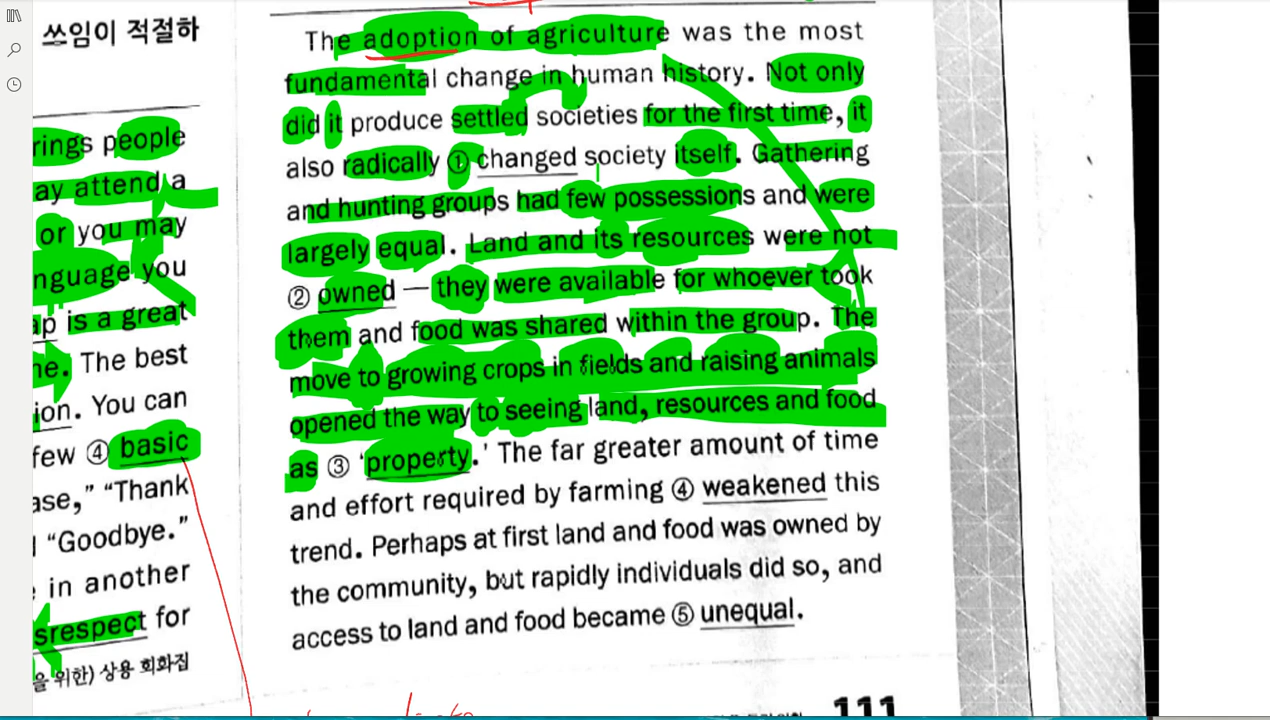 쓰임이 적절하
rings people
ay attend a
or you may
nguage you
ap is a great
ne. The best
ion. You can
few ④ basic
ase,” “Thank
“Goodbye.”
in another
srespect for
을 위한) 상용 회화집
The adoption of agriculture was the most
fundamental change in human history. Not only
did it produce settled societies for the first time, it
also radically ① changed society itself. Gathering
and hunting groups had few possessions and were
largely equal. Land and its resources were not
② owned — they were available for whoever took
them and food was shared within the group. The
move to growing crops in fields and raising animals
opened the way to seeing land, resources and food
as ③ ‘property.’ The far greater amount of time
and effort required by farming ④ weakened this
trend. Perhaps at first land and food was owned by
the community, but rapidly individuals did so, and
access to land and food became ⑤ unequal.
111